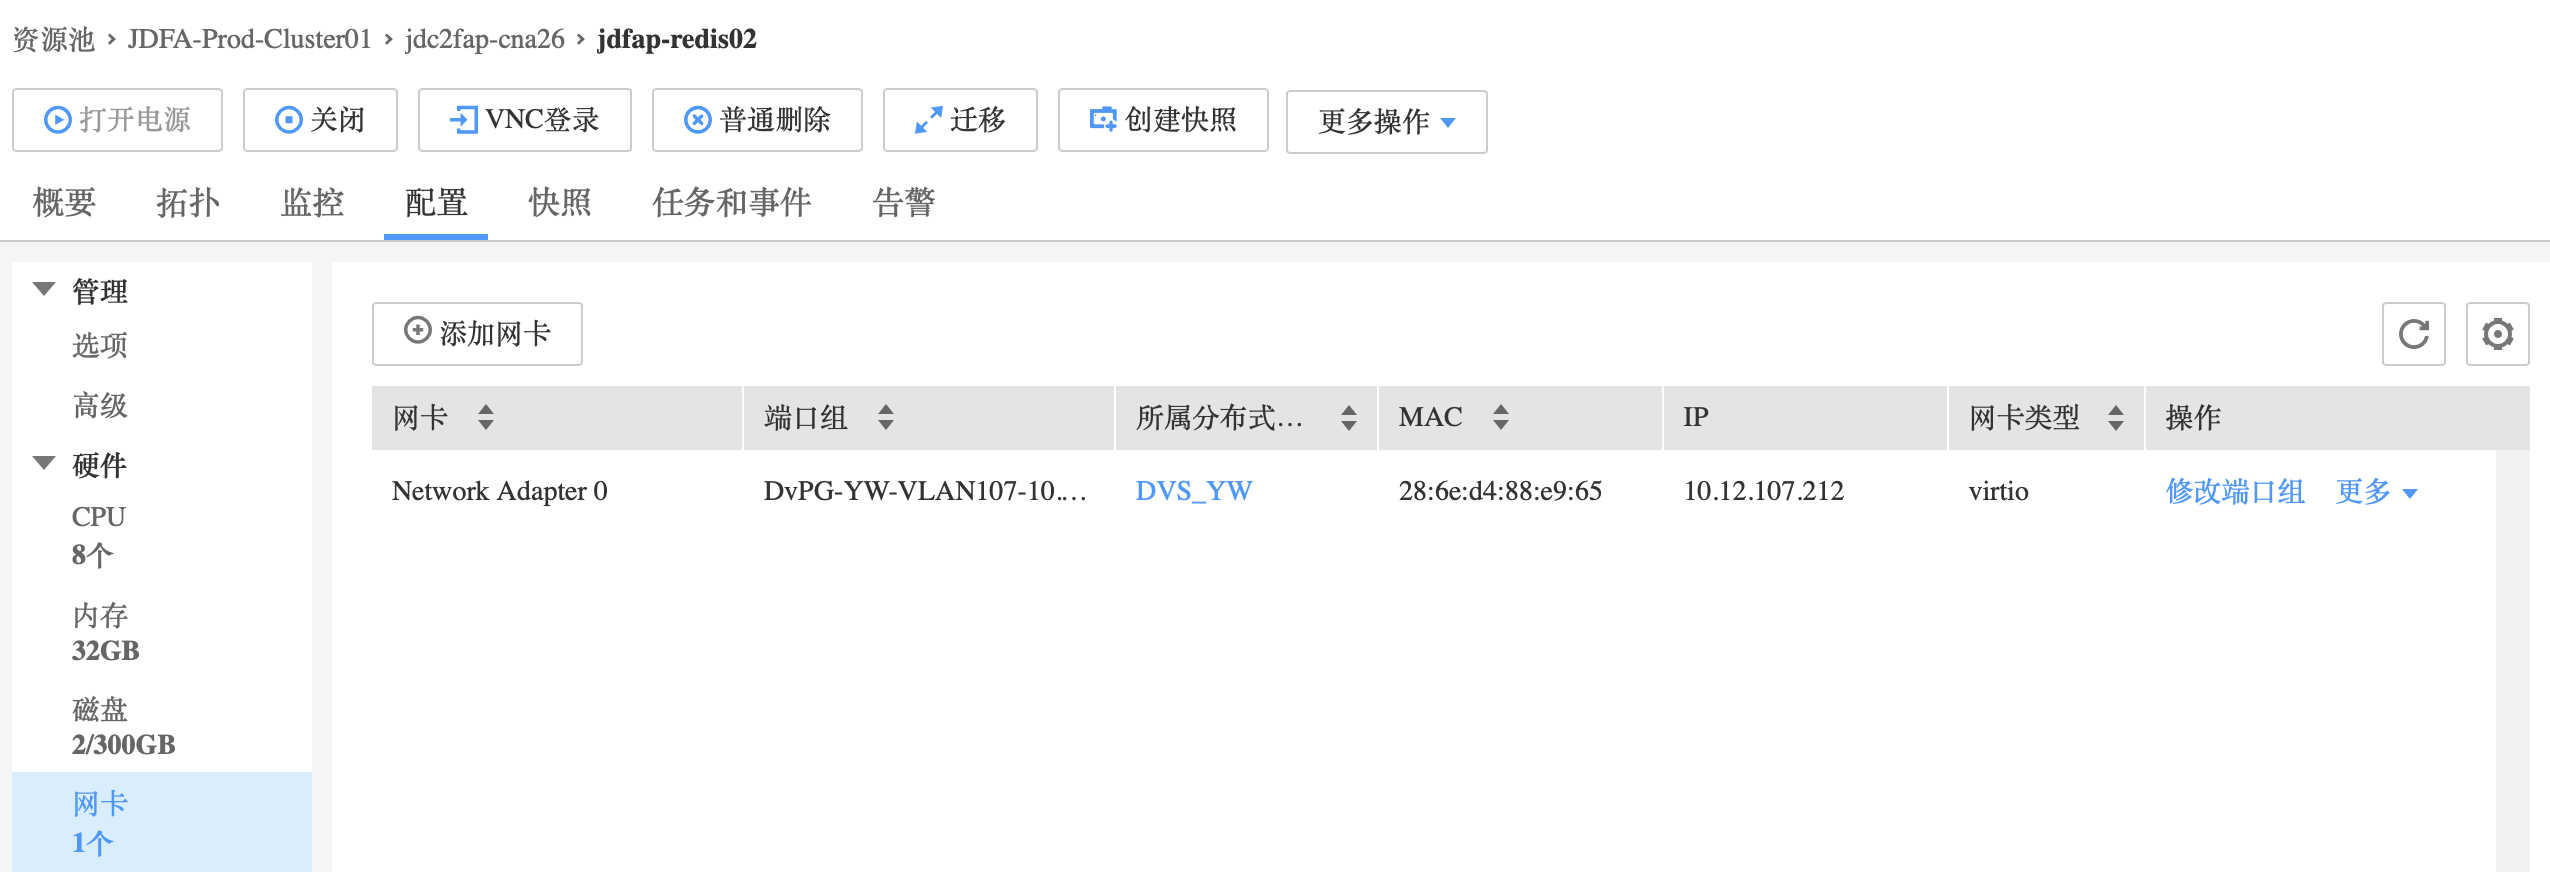 资源池 › JDFA-Prod-Cluster01 › jdc2fap-cna26 › jdfap-redis02
打开电源 关闭 VNC登录 普通删除 迁移 创建快照 更多操作
概要 拓扑 监控 配置 快照 任务和事件 告警
管理
选项
高级
硬件
CPU
8个
内存
32GB
磁盘
2/300GB
网卡
1个
添加网卡
网卡 端口组 所属分布式... MAC IP 网卡类型 操作
Network Adapter 0 DvPG-YW-VLAN107-10.... DVS_YW 28:6e:d4:88:e9:65 10.12.107.212 virtio 修改端口组 更多